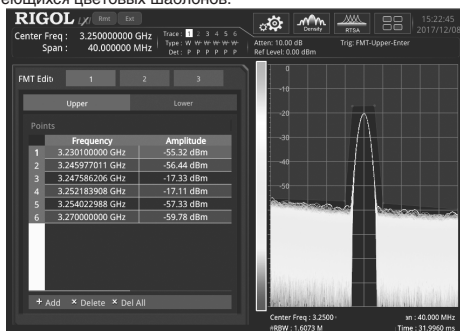 еющихся цветовых шаблонов.
RIGOL Rmt Ext
Center Freq : 3.250000000 GHz
Span : 40.000000 MHz
Trace : 1 2 3 4 5 6
Type : W W W W W W
Det : P P P P P P
Density
RTSA
15:22:45
2017/12/08
Atten: 10.00 dB
Ref Level: 0.00 dBm
Trig: FMT-Upper-Enter
FMT Edit 1 2 3
Upper Lower
Points
Frequency Amplitude
1 3.230100000 GHz -55.32 dBm
2 3.245977011 GHz -56.44 dBm
3 3.247586206 GHz -17.33 dBm
4 3.252183908 GHz -17.11 dBm
5 3.254022988 GHz -57.33 dBm
6 3.270000000 GHz -59.78 dBm
+ Add × Delete × Del All
0
-10
-20
-30
-40
-50
Center Freq : 3.2500 an : 40.000 MHz
#RBW : 1.6073 M Time : 31.9960 ms